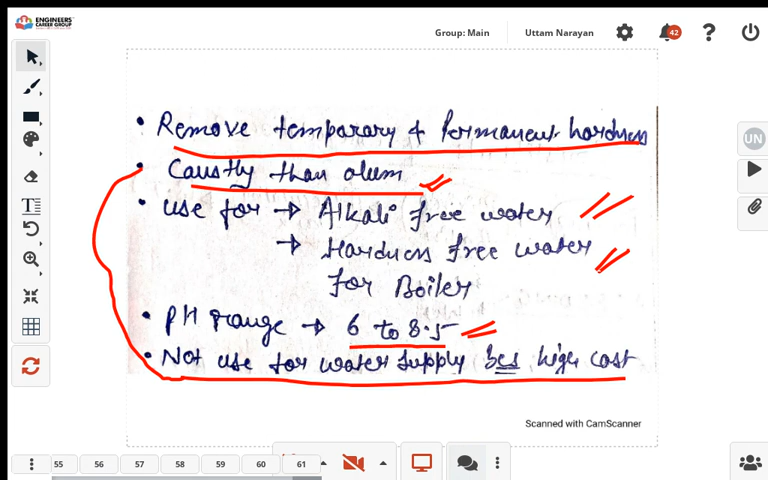 ENGINEERS
CAREER GROUP
Group: Main
Uttam Narayan
42
?
UN
• Remove temparary & Permanent hardness
• Caustly than alum
• use for → Alkali free water
→ Hardness free water
for Boiler
• PH range → 6 to 8.5
• Not use for water supply bcs high cost
Scanned with CamScanner
55 56 57 58 59 60 61